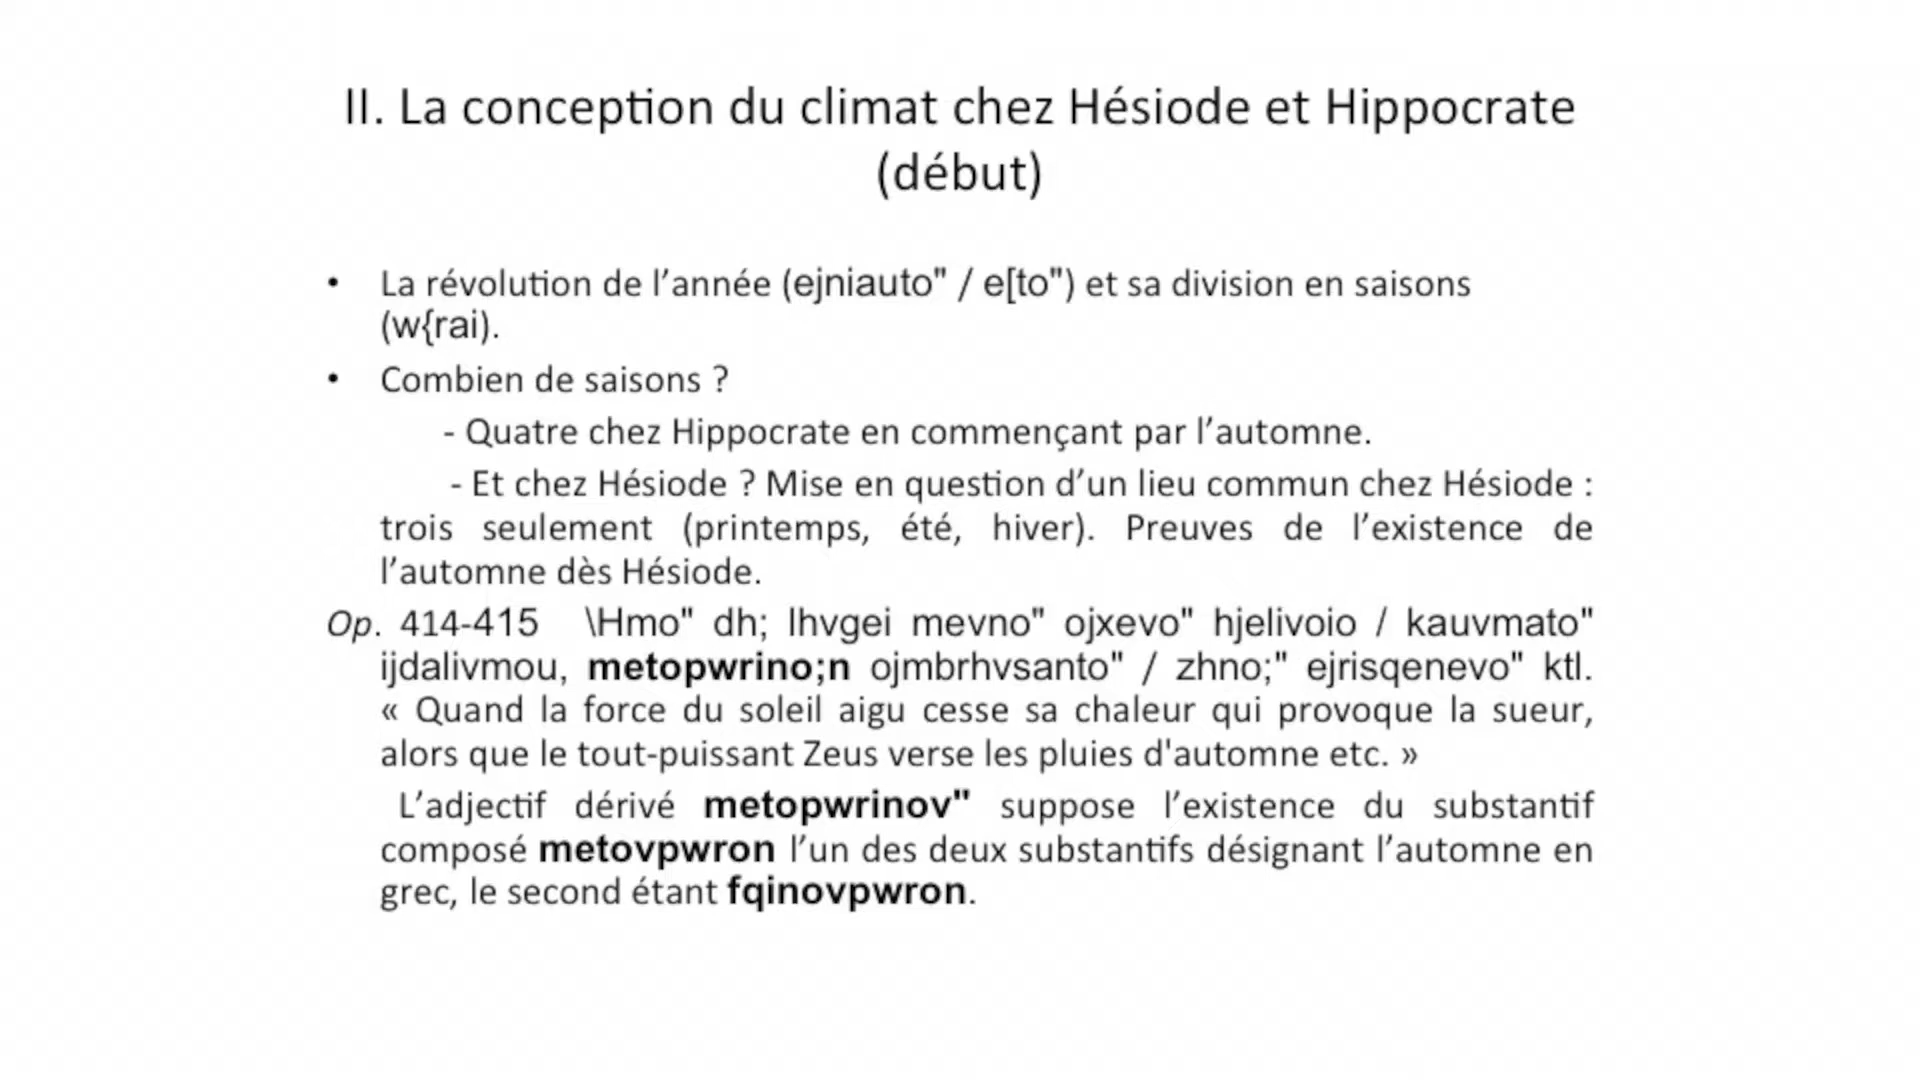 II. La conception du climat chez Hésiode et Hippocrate
(début)
• La révolution de l’année (ejniauto" / e[to") et sa division en saisons
(w{rai).
• Combien de saisons ?
- Quatre chez Hippocrate en commençant par l’automne.
- Et chez Hésiode ? Mise en question d’un lieu commun chez Hésiode :
trois seulement (printemps, été, hiver). Preuves de l’existence de
l’automne dès Hésiode.
Op. 414-415 \Hmo" dh; lhvgei mevno" ojxevo" hjelivoio / kauvmato"
ijdalivmou, metopwrino;n ojmbrhvsanto" / zhno;" ejrisqenevo" ktl.
« Quand la force du soleil aigu cesse sa chaleur qui provoque la sueur,
alors que le tout-puissant Zeus verse les pluies d'automne etc. »
L’adjectif dérivé metopwrinov" suppose l’existence du substantif
composé metovpwron l’un des deux substantifs désignant l’automne en
grec, le second étant fqinovpwron.